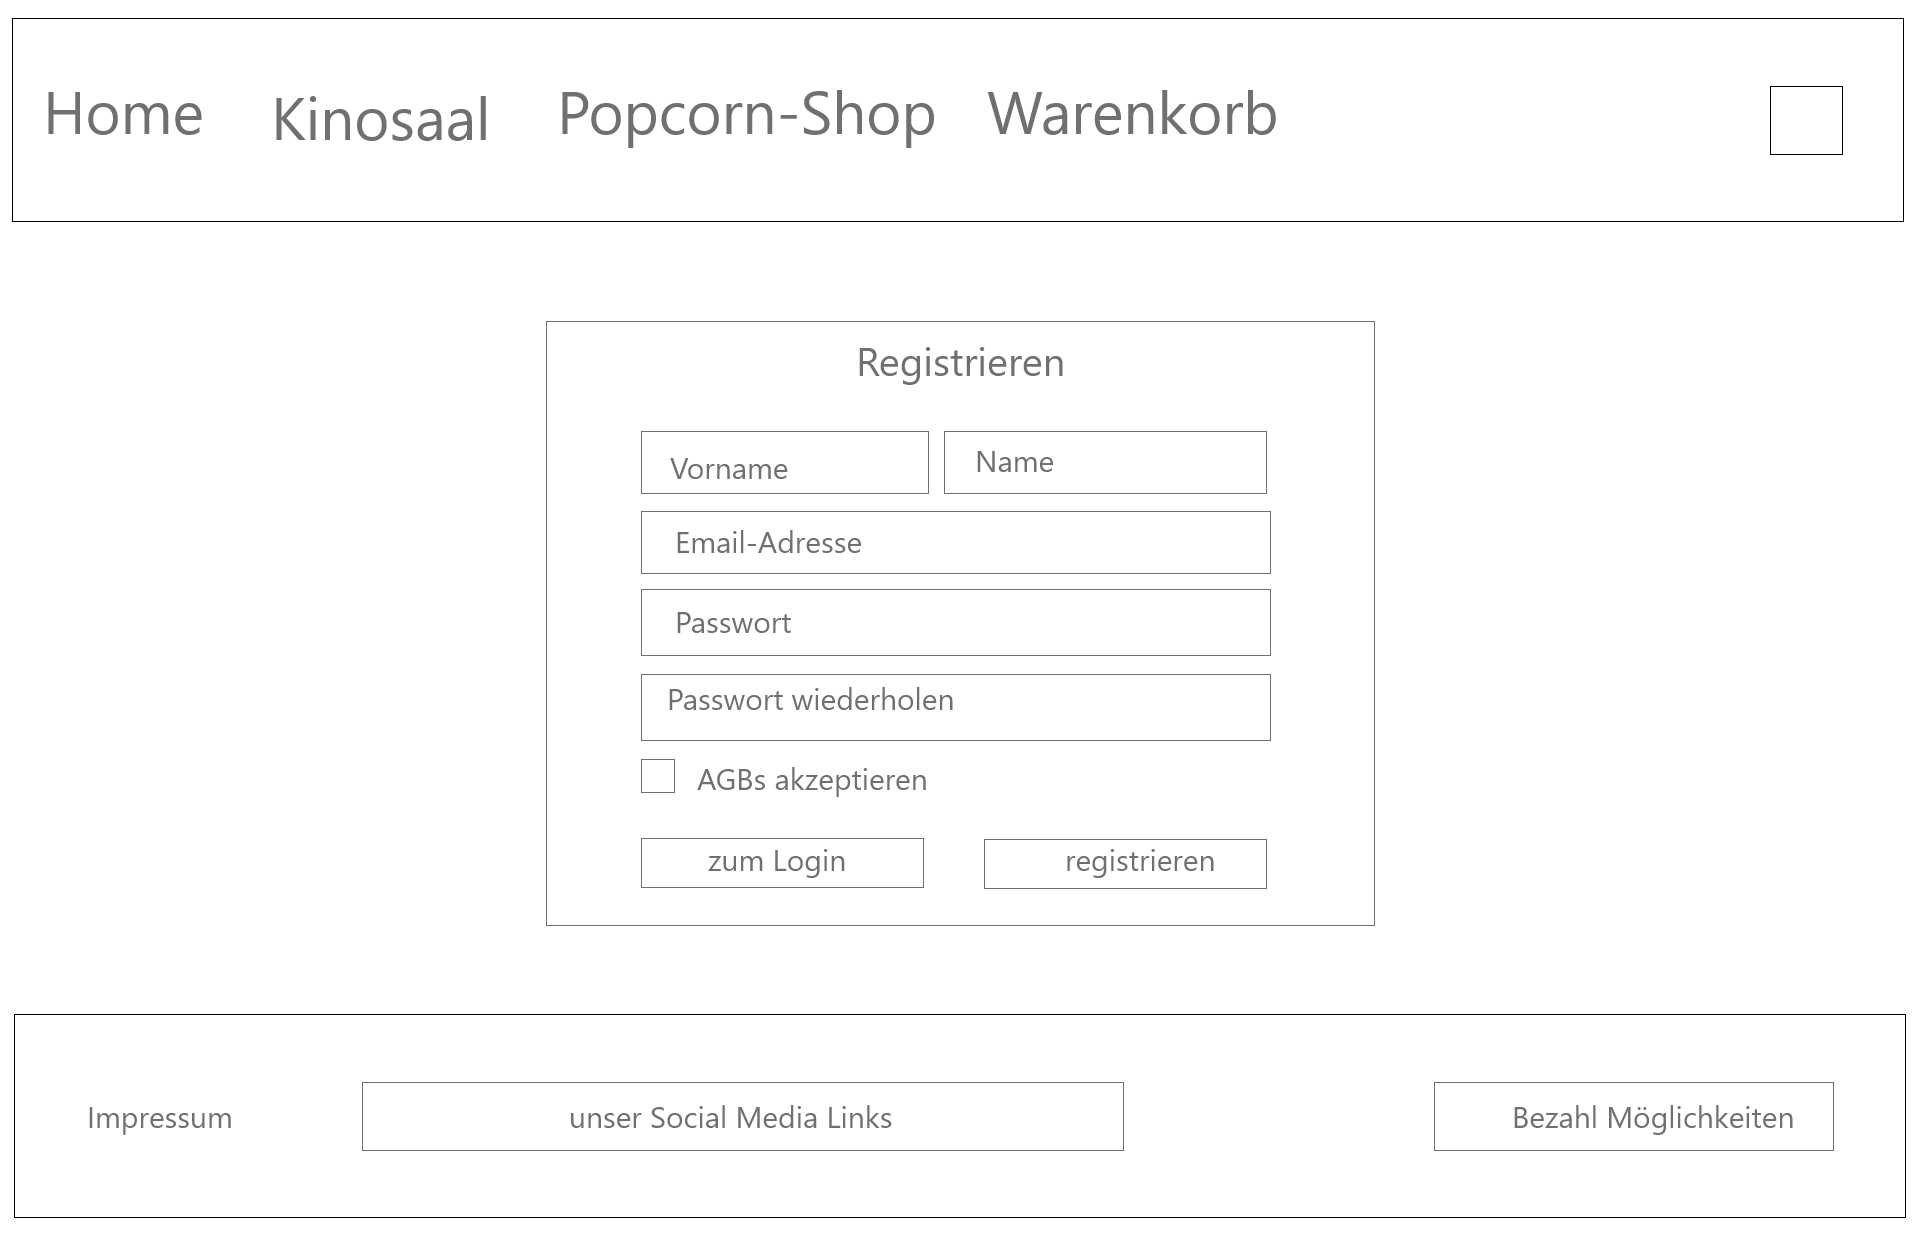 Home Kinosaal Popcorn-Shop Warenkorb
Registrieren
Vorname Name
Email-Adresse
Passwort
Passwort wiederholen
AGBs akzeptieren
zum Login registrieren
Impressum unser Social Media Links Bezahl Möglichkeiten